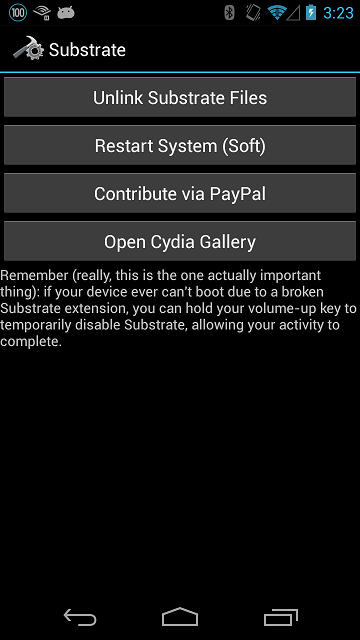 100
3:23
Substrate
Unlink Substrate Files
Restart System (Soft)
Contribute via PayPal
Open Cydia Gallery
Remember (really, this is the one actually important
thing): if your device ever can't boot due to a broken
Substrate extension, you can hold your volume-up key to
temporarily disable Substrate, allowing your activity to
complete.